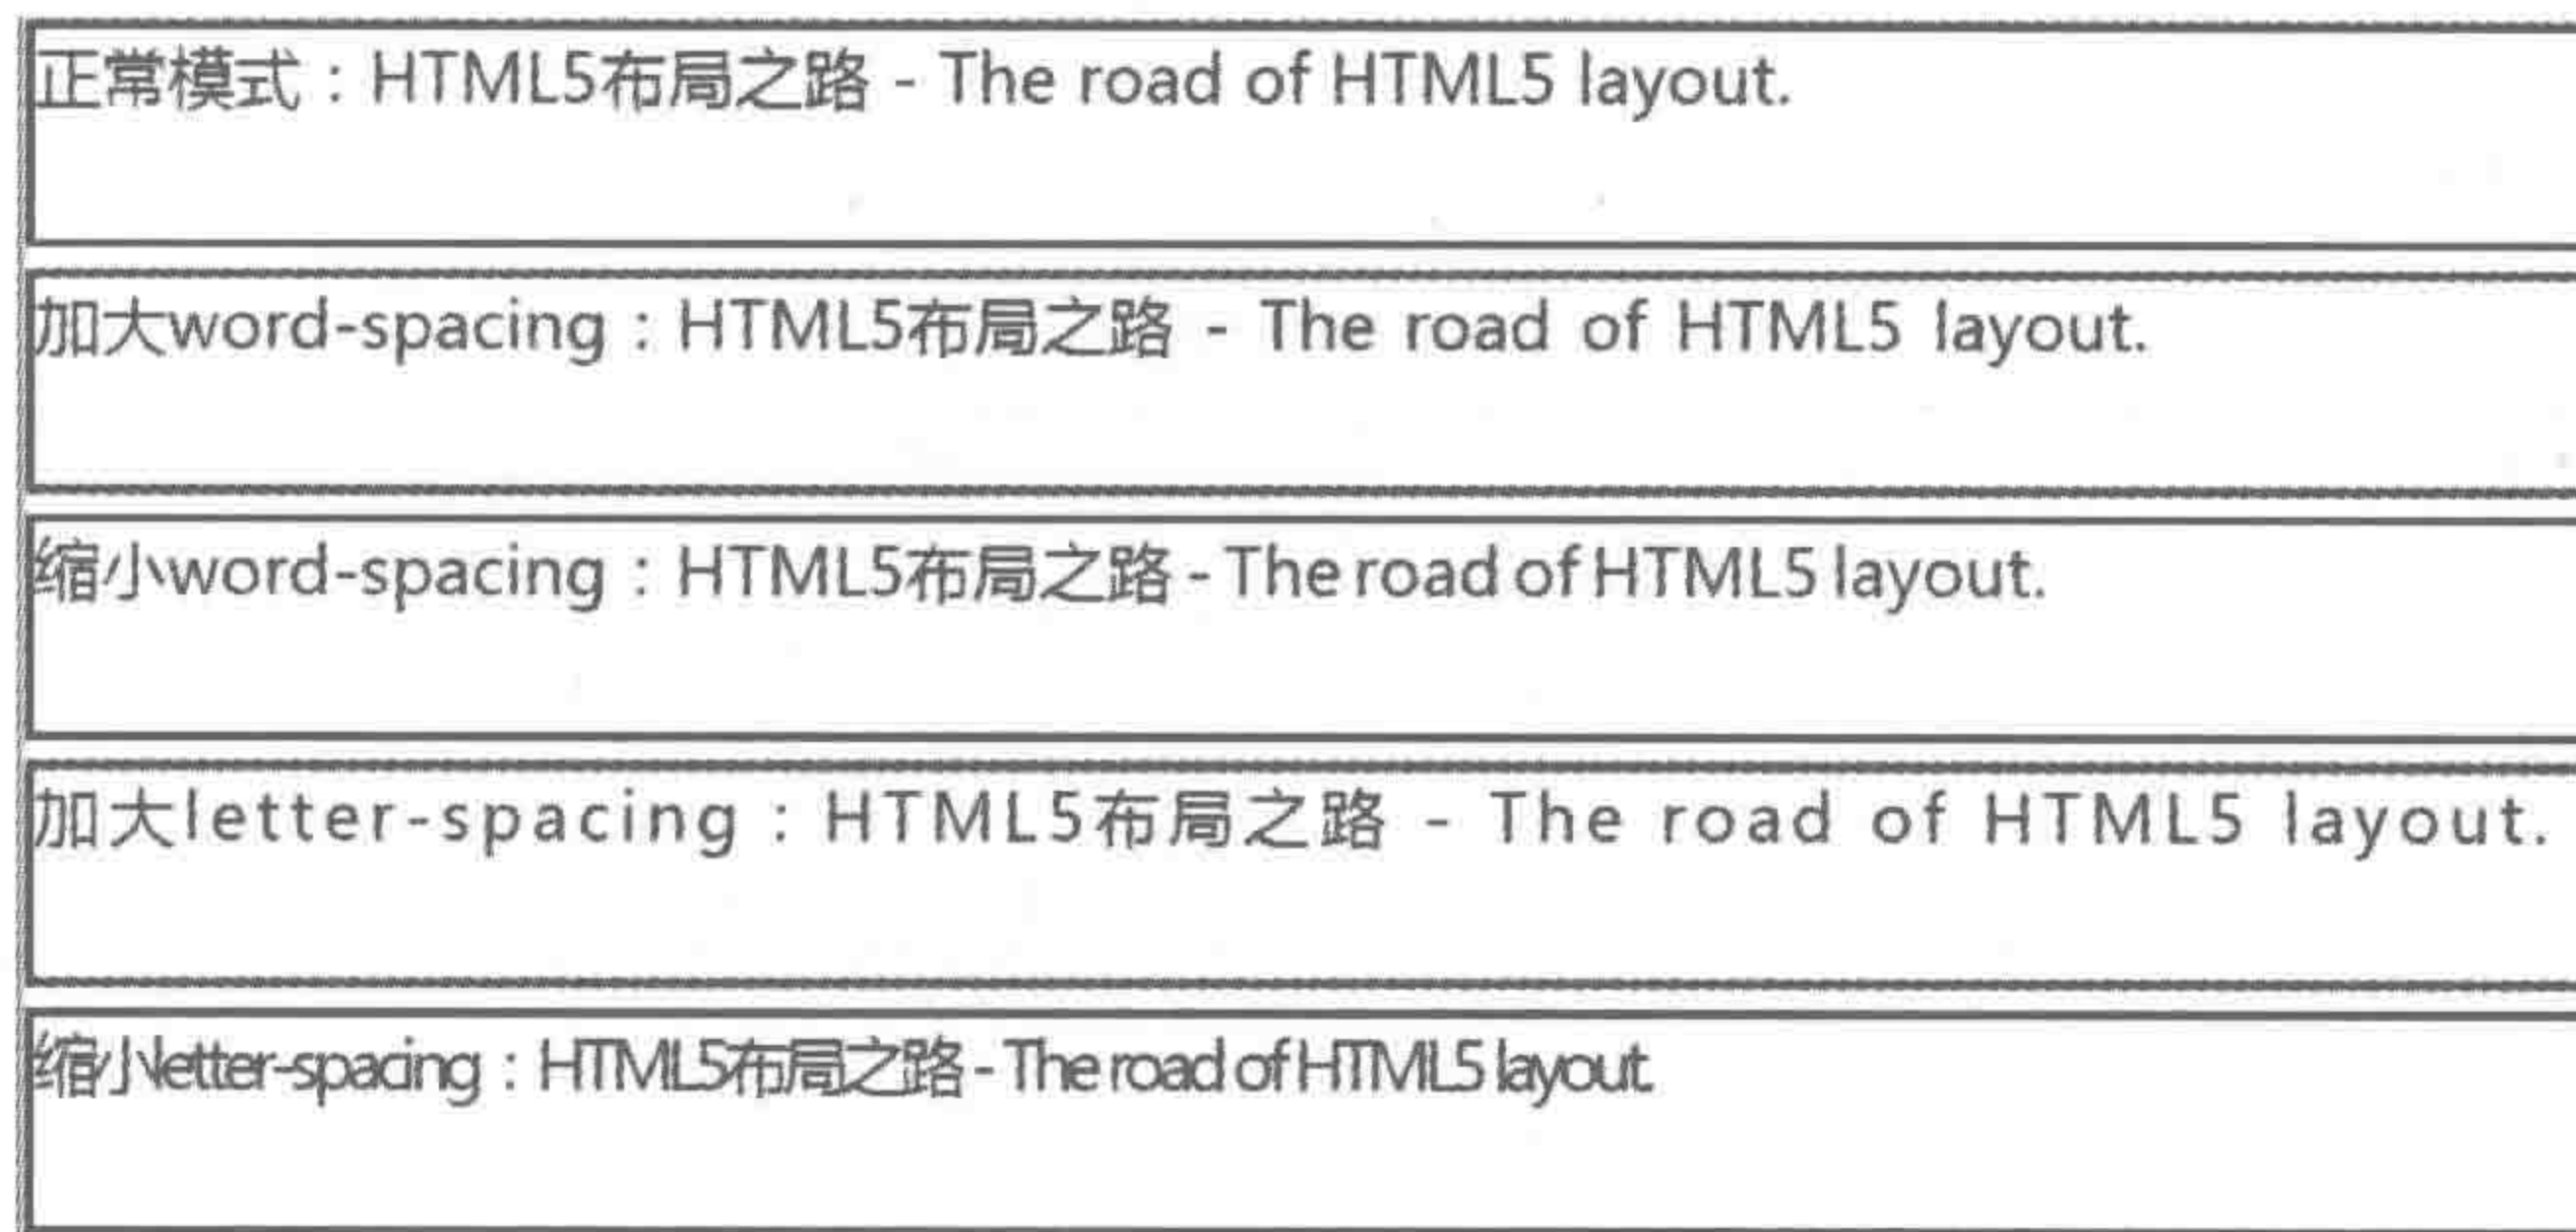 正常模式：HTML5布局之路 - The road of HTML5 layout.
加大word-spacing：HTML5布局之路 - The road of HTML5 layout.
缩小word-spacing：HTML5布局之路 - The road of HTML5 layout.
加大letter-spacing：HTML5布局之路 - The road of HTML5 layout.
缩小letter-spacing：HTML5布局之路 - The road of HTML5 layout.